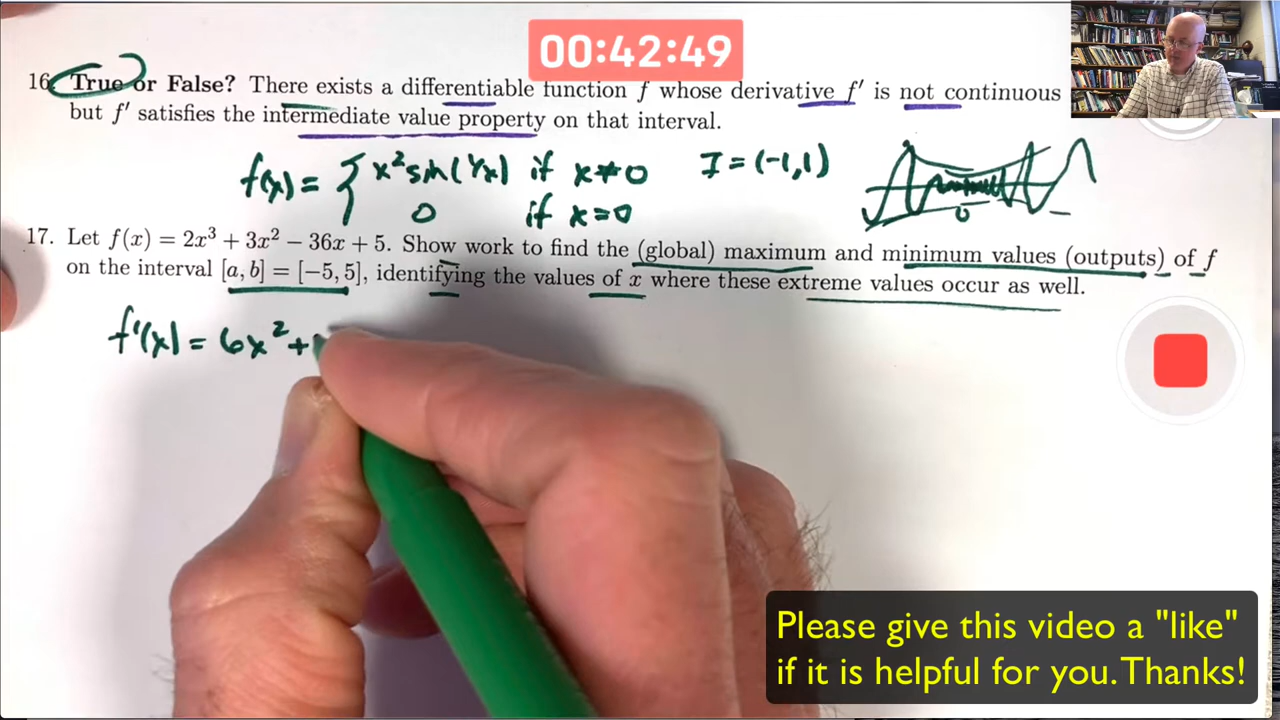 00:42:49
16. True or False? There exists a differentiable function f whose derivative f′ is not continuous
but f′ satisfies the intermediate value property on that interval.
f(x) = { x² sin(1/x) if x ≠ 0 I = (-1,1)
0 if x = 0
0
17. Let f(x) = 2x³ + 3x² − 36x + 5. Show work to find the (global) maximum and minimum values (outputs) of f
on the interval [a, b] = [−5, 5], identifying the values of x where these extreme values occur as well.
f'(x) = 6x² +
Please give this video a "like"
if it is helpful for you. Thanks!